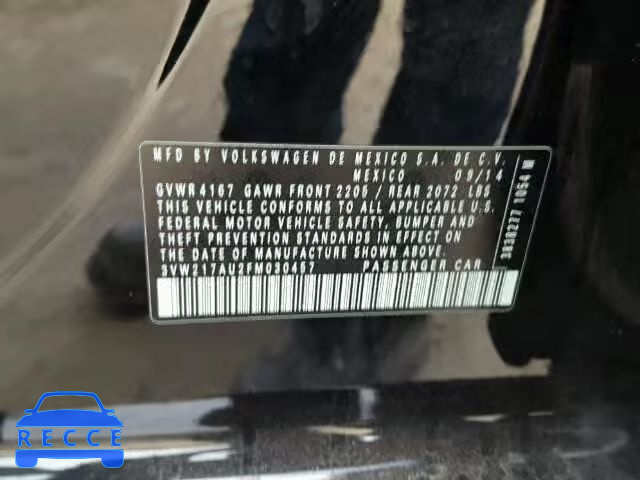 MFD BY VOLKSWAGEN DE MEXICO S.A. DE C.V.
MEXICO 09/14
GVWR 4167 GAWR FRONT 2205 / REAR 2072 LBS
THIS VEHICLE CONFORMS TO ALL APPLICABLE U.S.
FEDERAL MOTOR VEHICLE SAFETY, BUMPER AND
THEFT PREVENTION STANDARDS IN EFFECT ON
THE DATE OF MANUFACTURE SHOWN ABOVE.
3VW217AU2FM030457 PASSENGER CAR
3838277 1054 M
RECCE